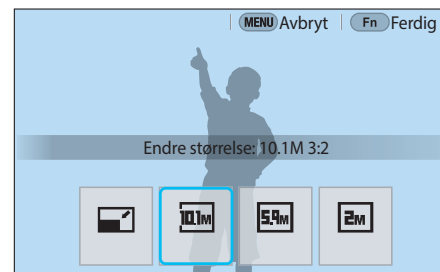 MENU Avbryt Fn Ferdig
Endre størrelse: 10.1M 3:2
10.1M 5.9M 2M